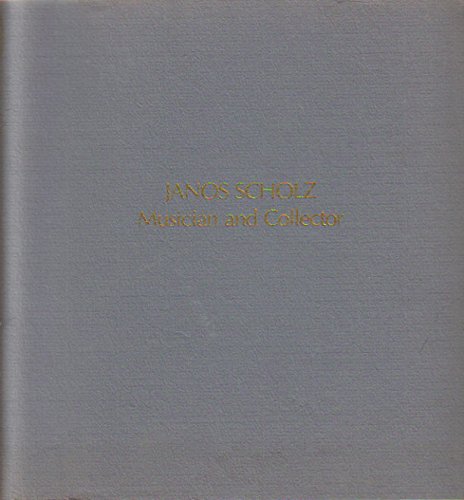 JANOS SCHOLZ
Musician and Collector